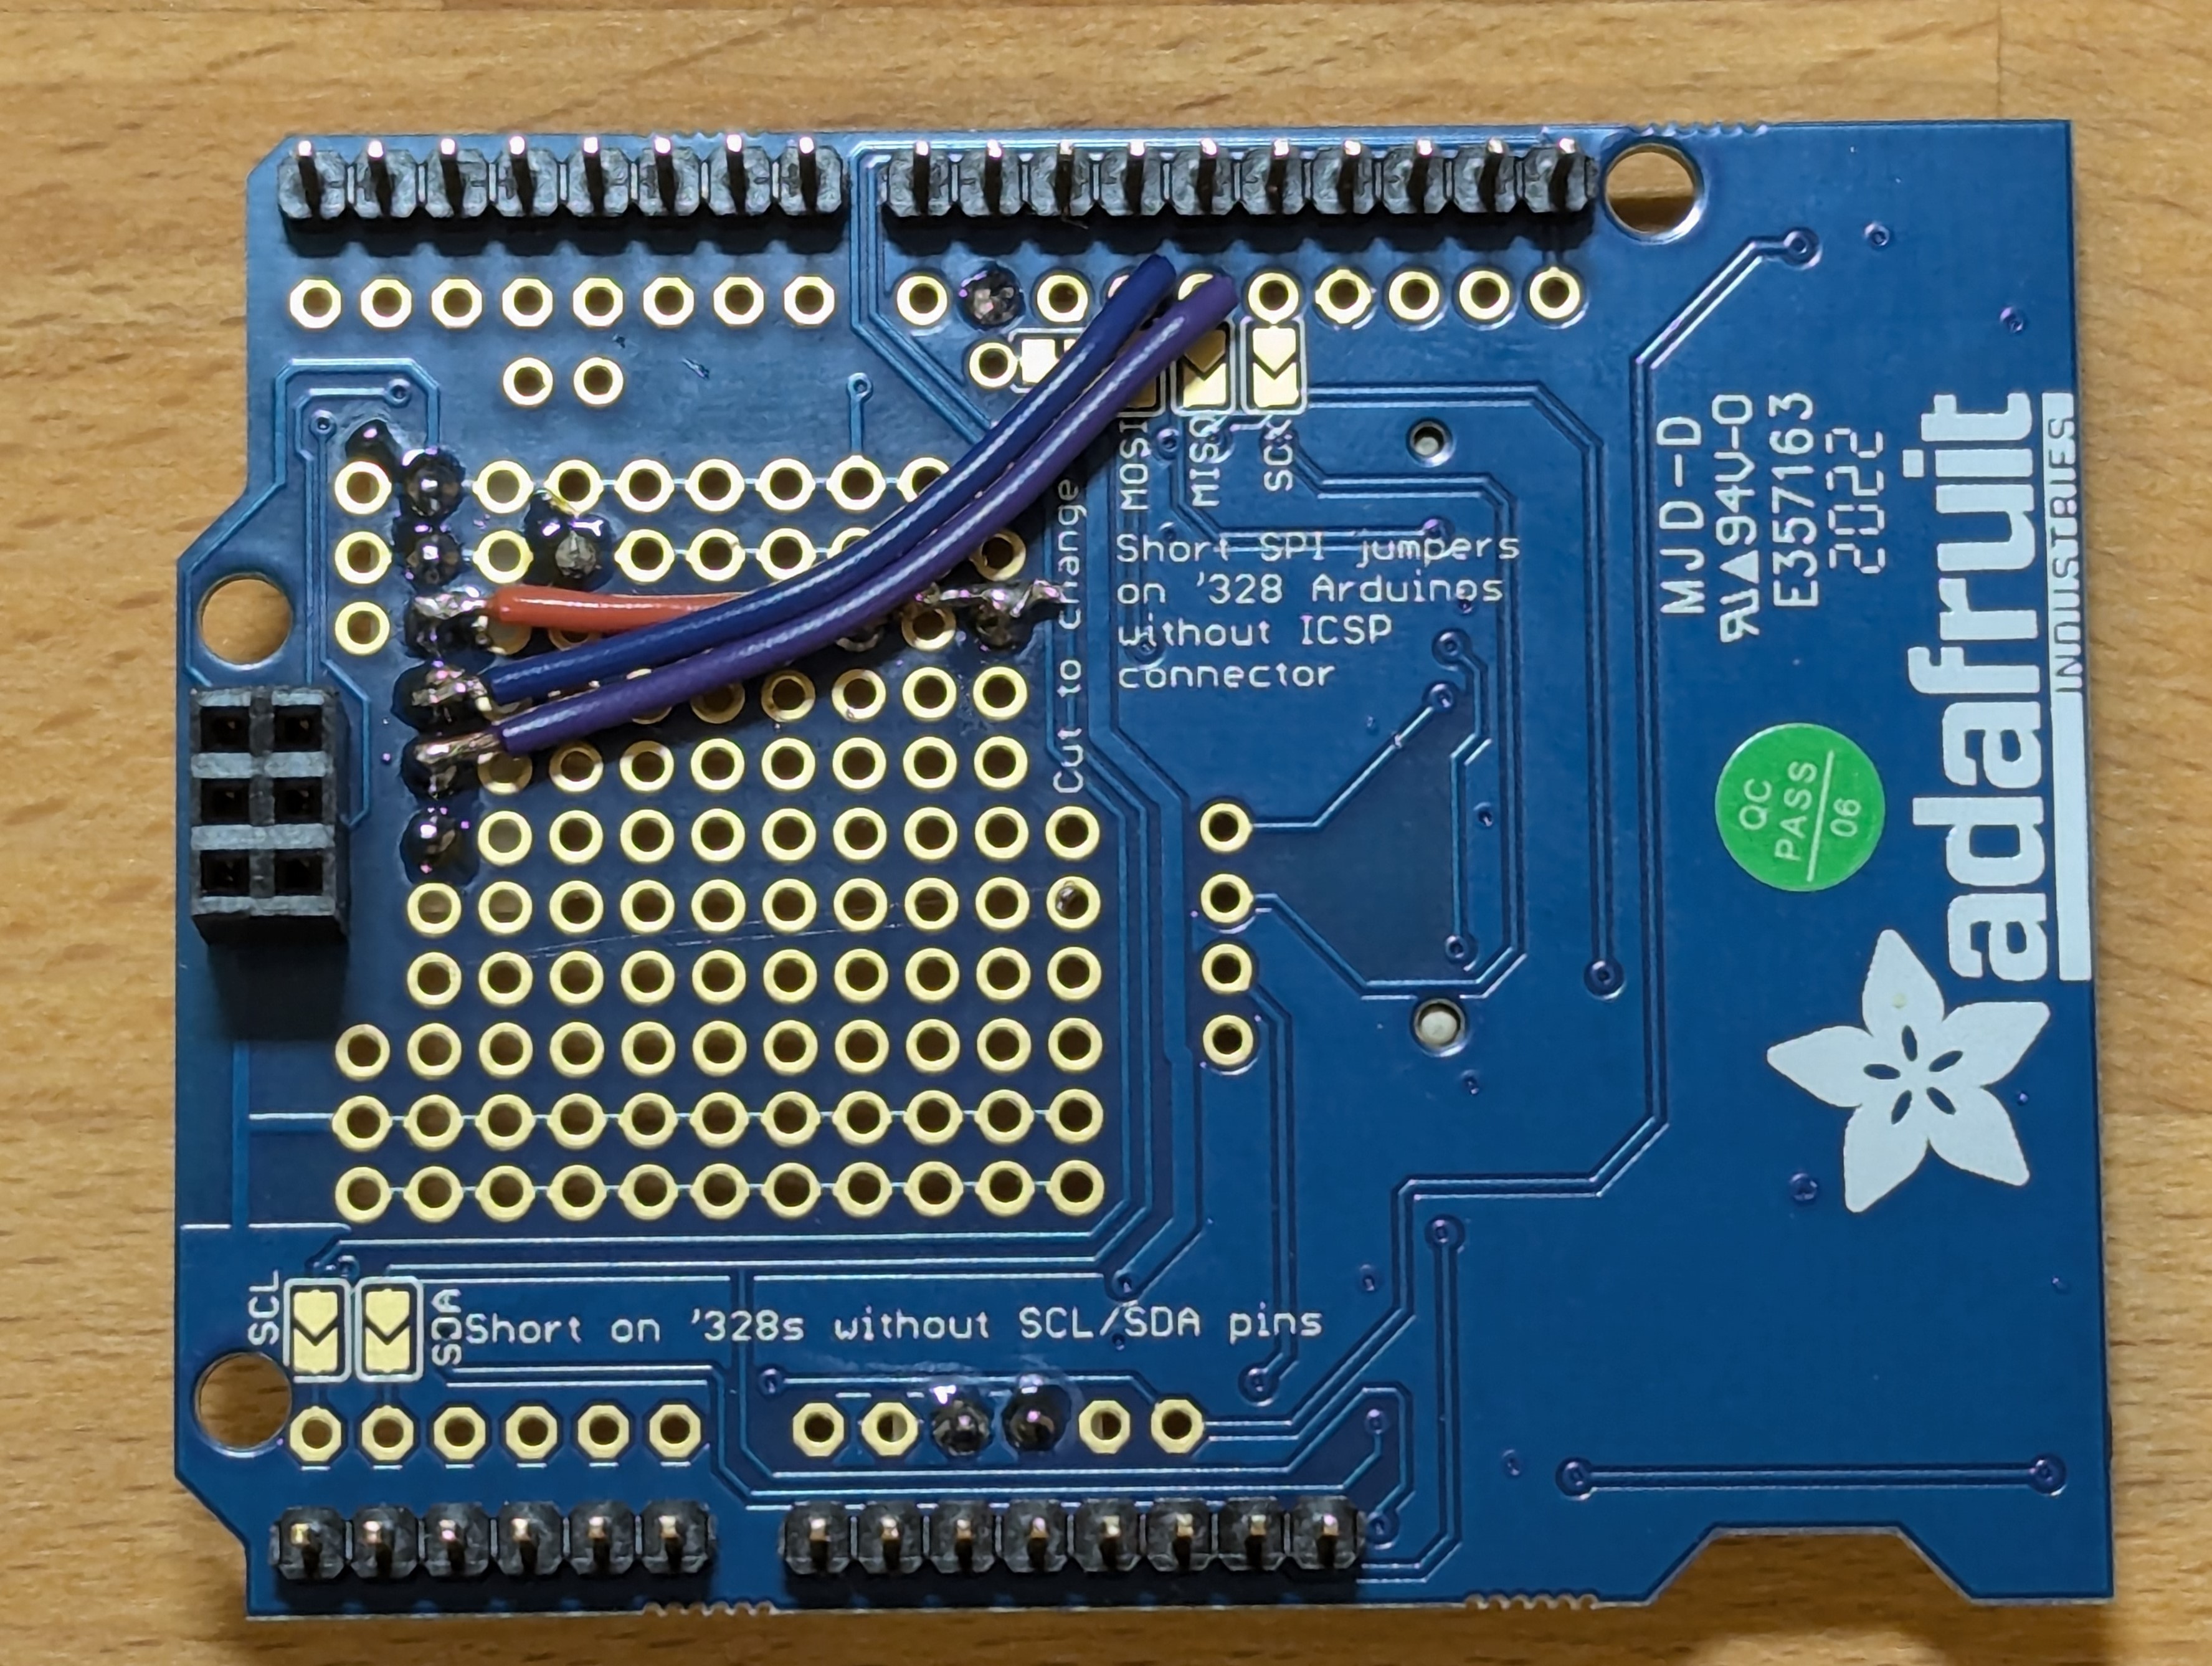 MOSI
MISO
SCK
Cut to change
Short SPI jumpers
on '328 Arduinos
without ICSP
connector
MJD-D
94V-0
E357163
2022
QC
PASS
06
adafruit
INDUSTRIES
SCL
SDA
Short on '328s without SCL/SDA pins